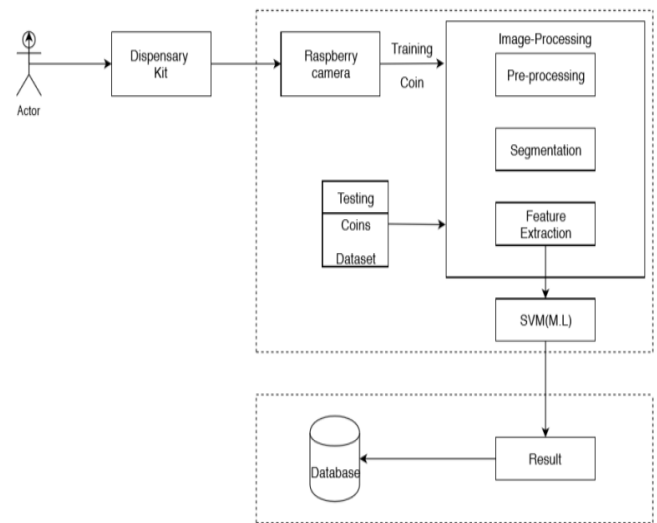 Actor
Dispensary
Kit
Raspberry
camera
Training
Coin
Image-Processing
Pre-processing
Segmentation
Feature
Extraction
Testing
Coins
Dataset
SVM(M.L)
Result
Database